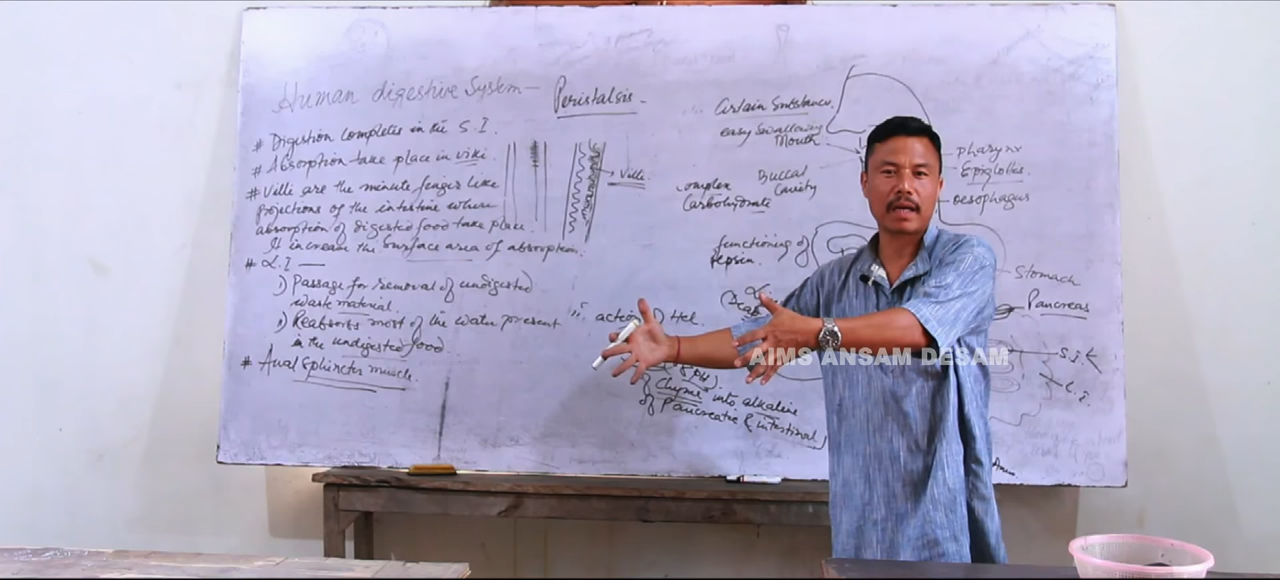 Human digestive System - Peristalsis -
# Digestion Completes in the S.I.
# Absorption take place in villi.
# Villi are the minute finger like
projections of the intestine where
absorption of digested food take place.
It increase the surface area of absorption.
# L.I —
1) Passage for removal of undigested
waste material.
Reabsorbs most of the water present
in the undigested food.
# Anal Sphincter muscle.
Villi
Certain Substance.
easy swallowing
Mouth
Buccal
Cavity
Complex
Carbohydrate
functioning of
Pepsin.
action of Hcl.
Chyme into alkaline
of Pancreatic & intestinal
Pharynx
Epiglottis
oesophagus
Stomach
Pancreas
S.I.
L.I.
AIMS ANSAM DESAM